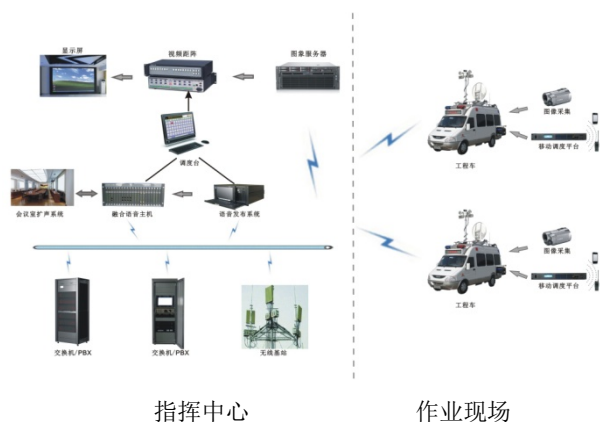 显示屏
视频距阵
图象服务器
调度台
会议室扩声系统
融合语音主机
语音发布系统
交换机/PBX
交换机/PBX
无线基站
图像采集
移动调度平台
工程车
图像采集
移动调度平台
工程车
指挥中心
作业现场